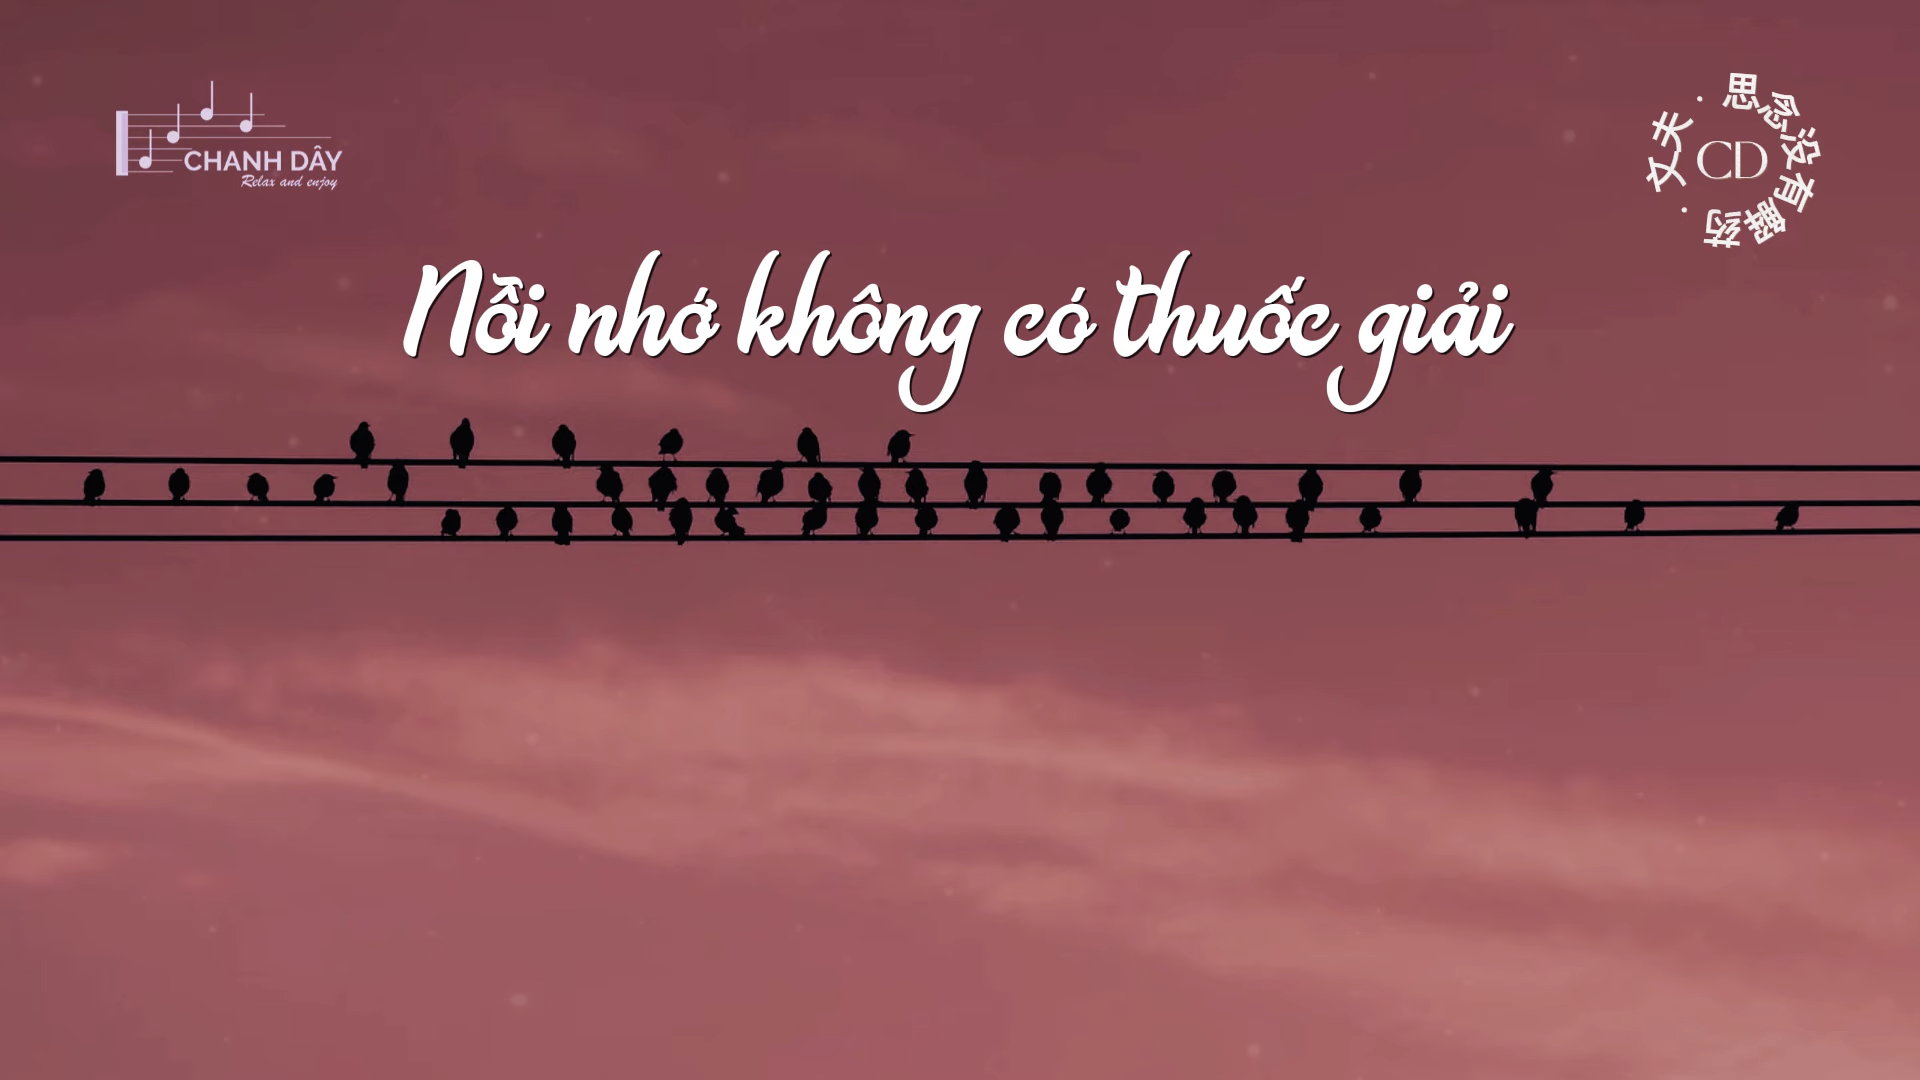 CHANH DÂY
Relax and enjoy
思念没有解药 · 文夫 ·
CD
Nỗi nhớ không có thuốc giải